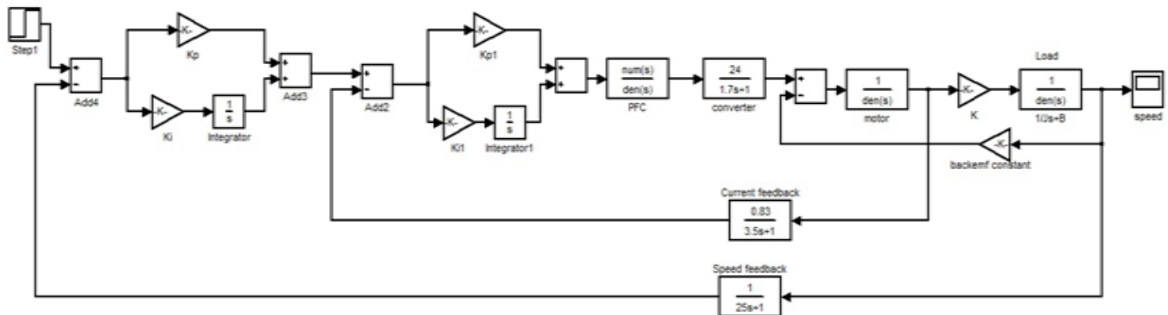 Step1
Add4
-K-
Kp
-K-
Ki
1
s
Integrator
Add3
Add2
-K-
Kp1
-K-
Ki1
1
s
Integrator1
num(s)
den(s)
PFC
24
1.7s+1
converter
1
den(s)
motor
-K-
K
Load
1
den(s)
1/Js+B
speed
-K-
backemf constant
Current feedback
0.83
3.5s+1
Speed feedback
1
25s+1